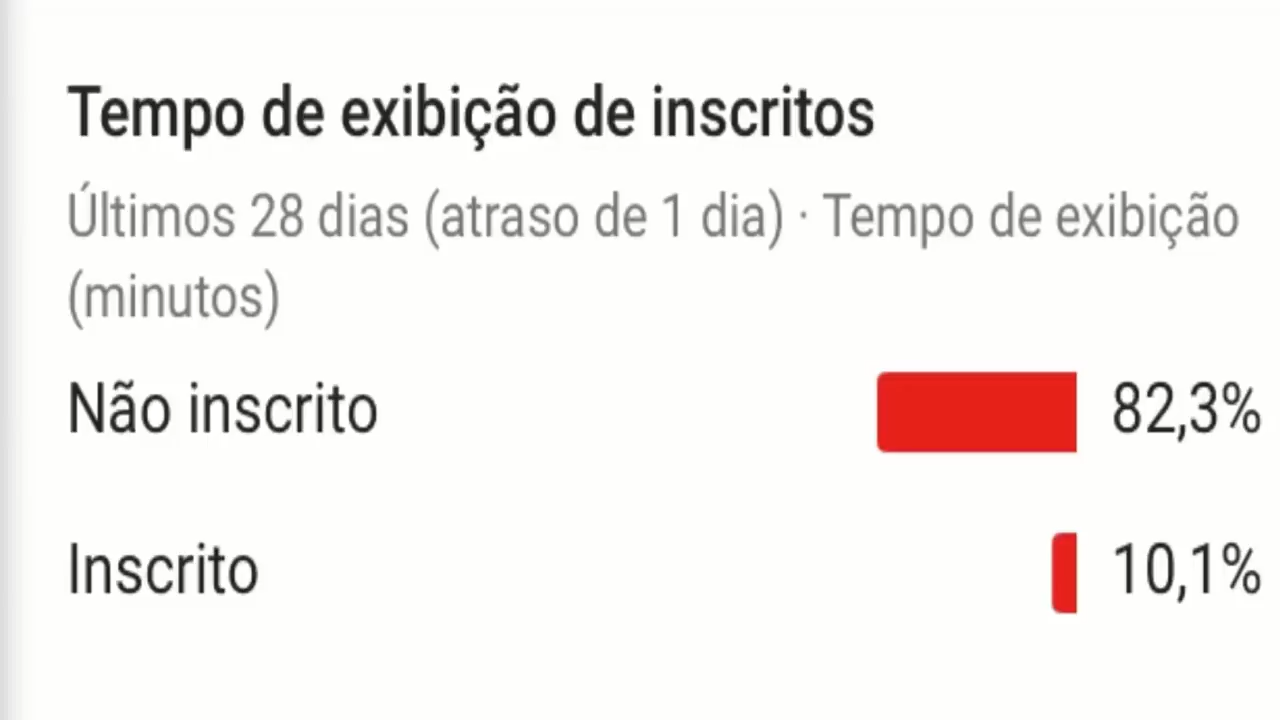 Tempo de exibição de inscritos
Últimos 28 dias (atraso de 1 dia) · Tempo de exibição
(minutos)
Não inscrito 82,3%
Inscrito 10,1%